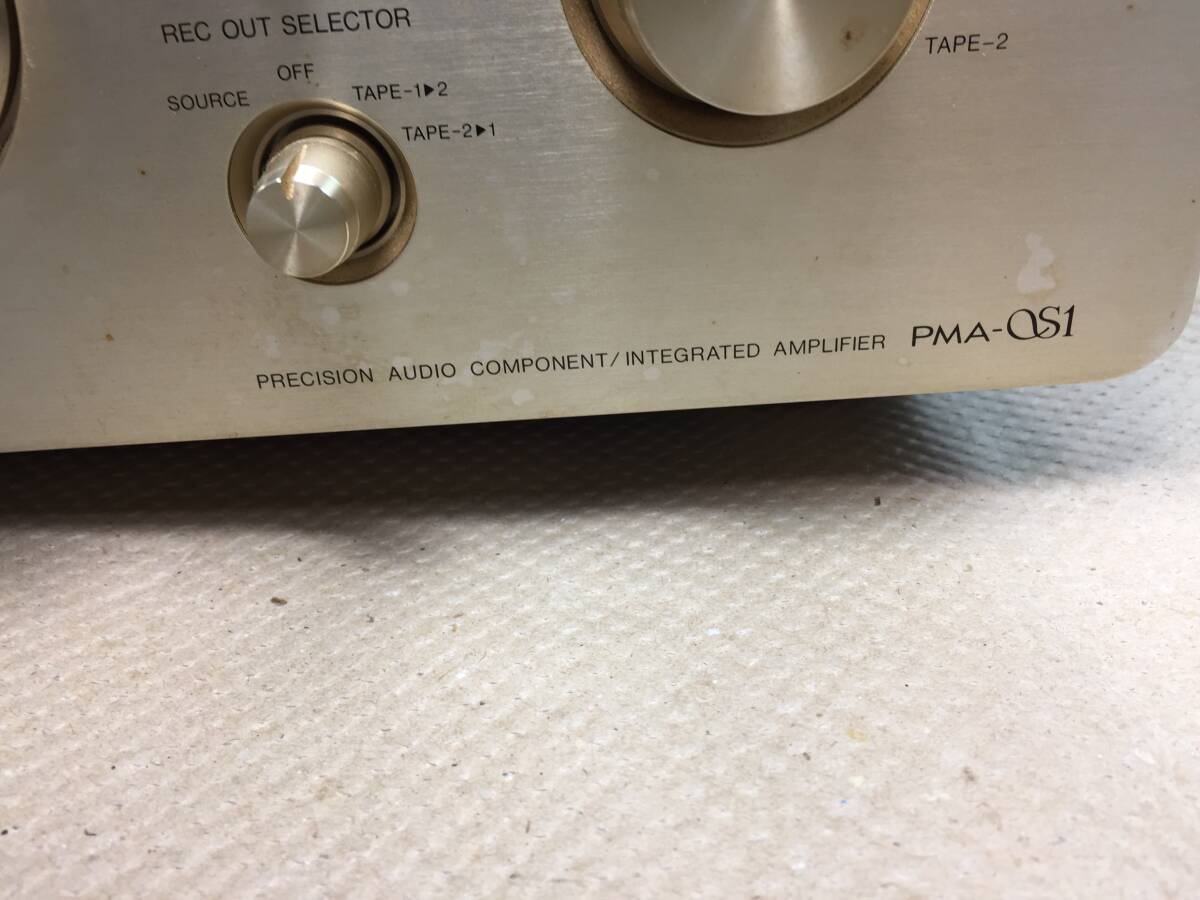 REC OUT SELECTOR
OFF
SOURCE
TAPE-1▶2
TAPE-2▶1
TAPE-2
PRECISION AUDIO COMPONENT/INTEGRATED AMPLIFIER PMA-αS1